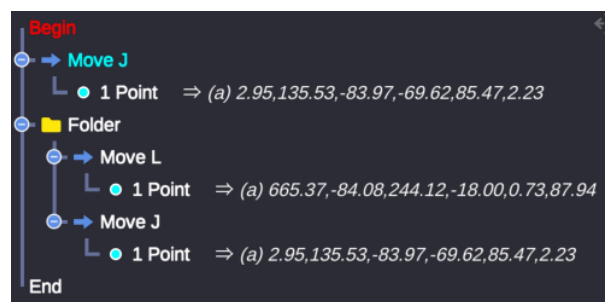 Begin
Move J
1 Point ⇒ (a) 2.95,135.53,-83.97,-69.62,85.47,2.23
Folder
Move L
1 Point ⇒ (a) 665.37,-84.08,244.12,-18.00,0.73,87.94
Move J
1 Point ⇒ (a) 2.95,135.53,-83.97,-69.62,85.47,2.23
End